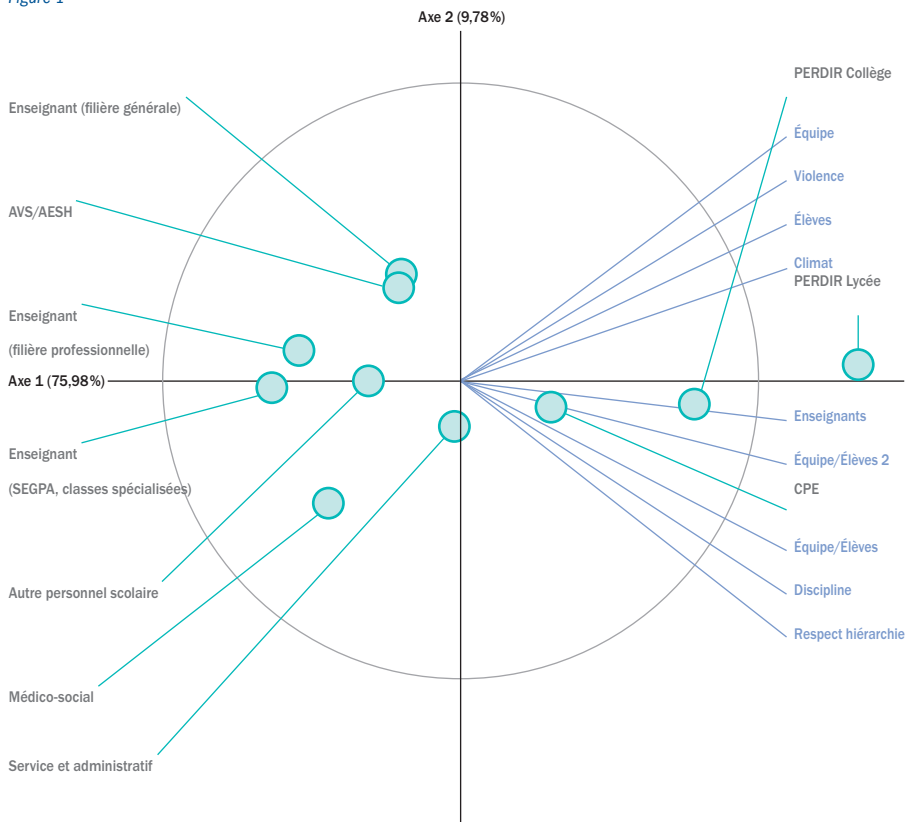 Figure 1
Axe 2 (9,78%)
PERDIR Collège
Enseignant (filière générale)
Équipe
Violence
AVS/AESH
Élèves
Climat
PERDIR Lycée
Enseignant
(filière professionnelle)
Axe 1 (75,98%)
Enseignants
Enseignant
Équipe/Élèves 2
(SEGPA, classes spécialisées)
CPE
Équipe/Élèves
Autre personnel scolaire
Discipline
Respect hiérarchie
Médico-social
Service et administratif